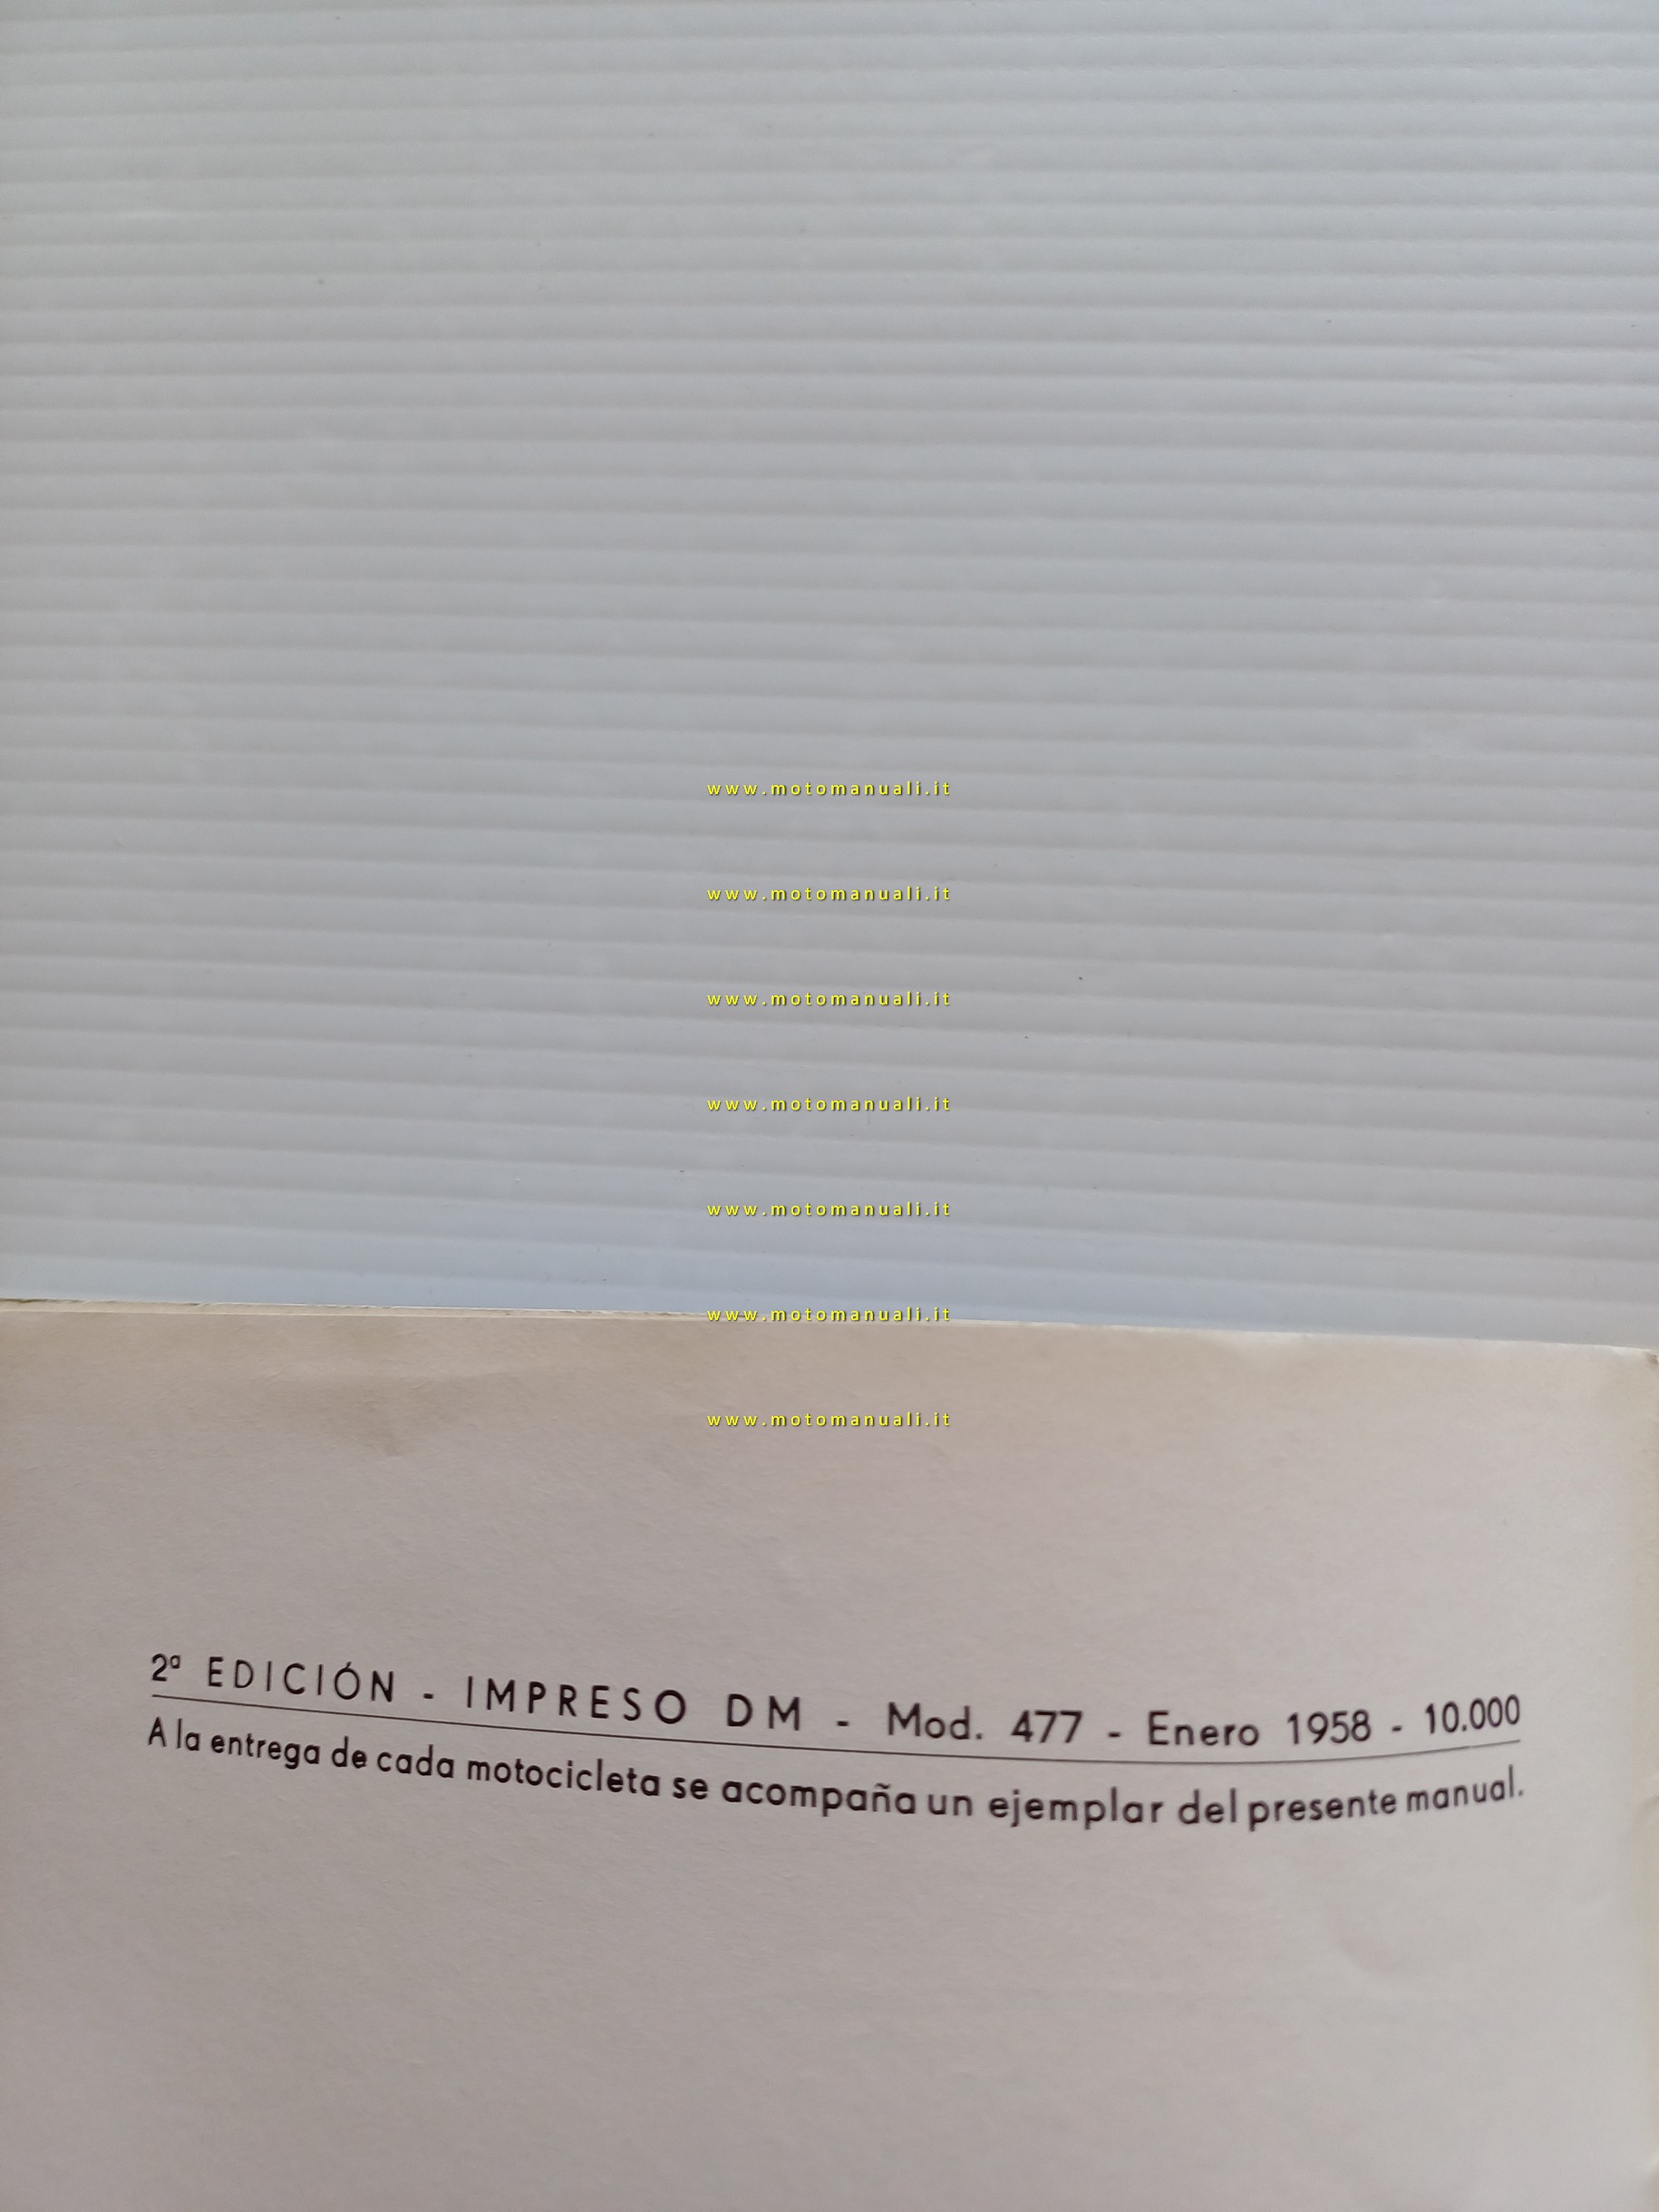 www.motomanuali.it
www.motomanuali.it
www.motomanuali.it
www.motomanuali.it
www.motomanuali.it
www.motomanuali.it
www.motomanuali.it
2ª EDICIÓN - IMPRESO DM - Mod. 477 - Enero 1958 - 10.000
A la entrega de cada motocicleta se acompaña un ejemplar del presente manual.